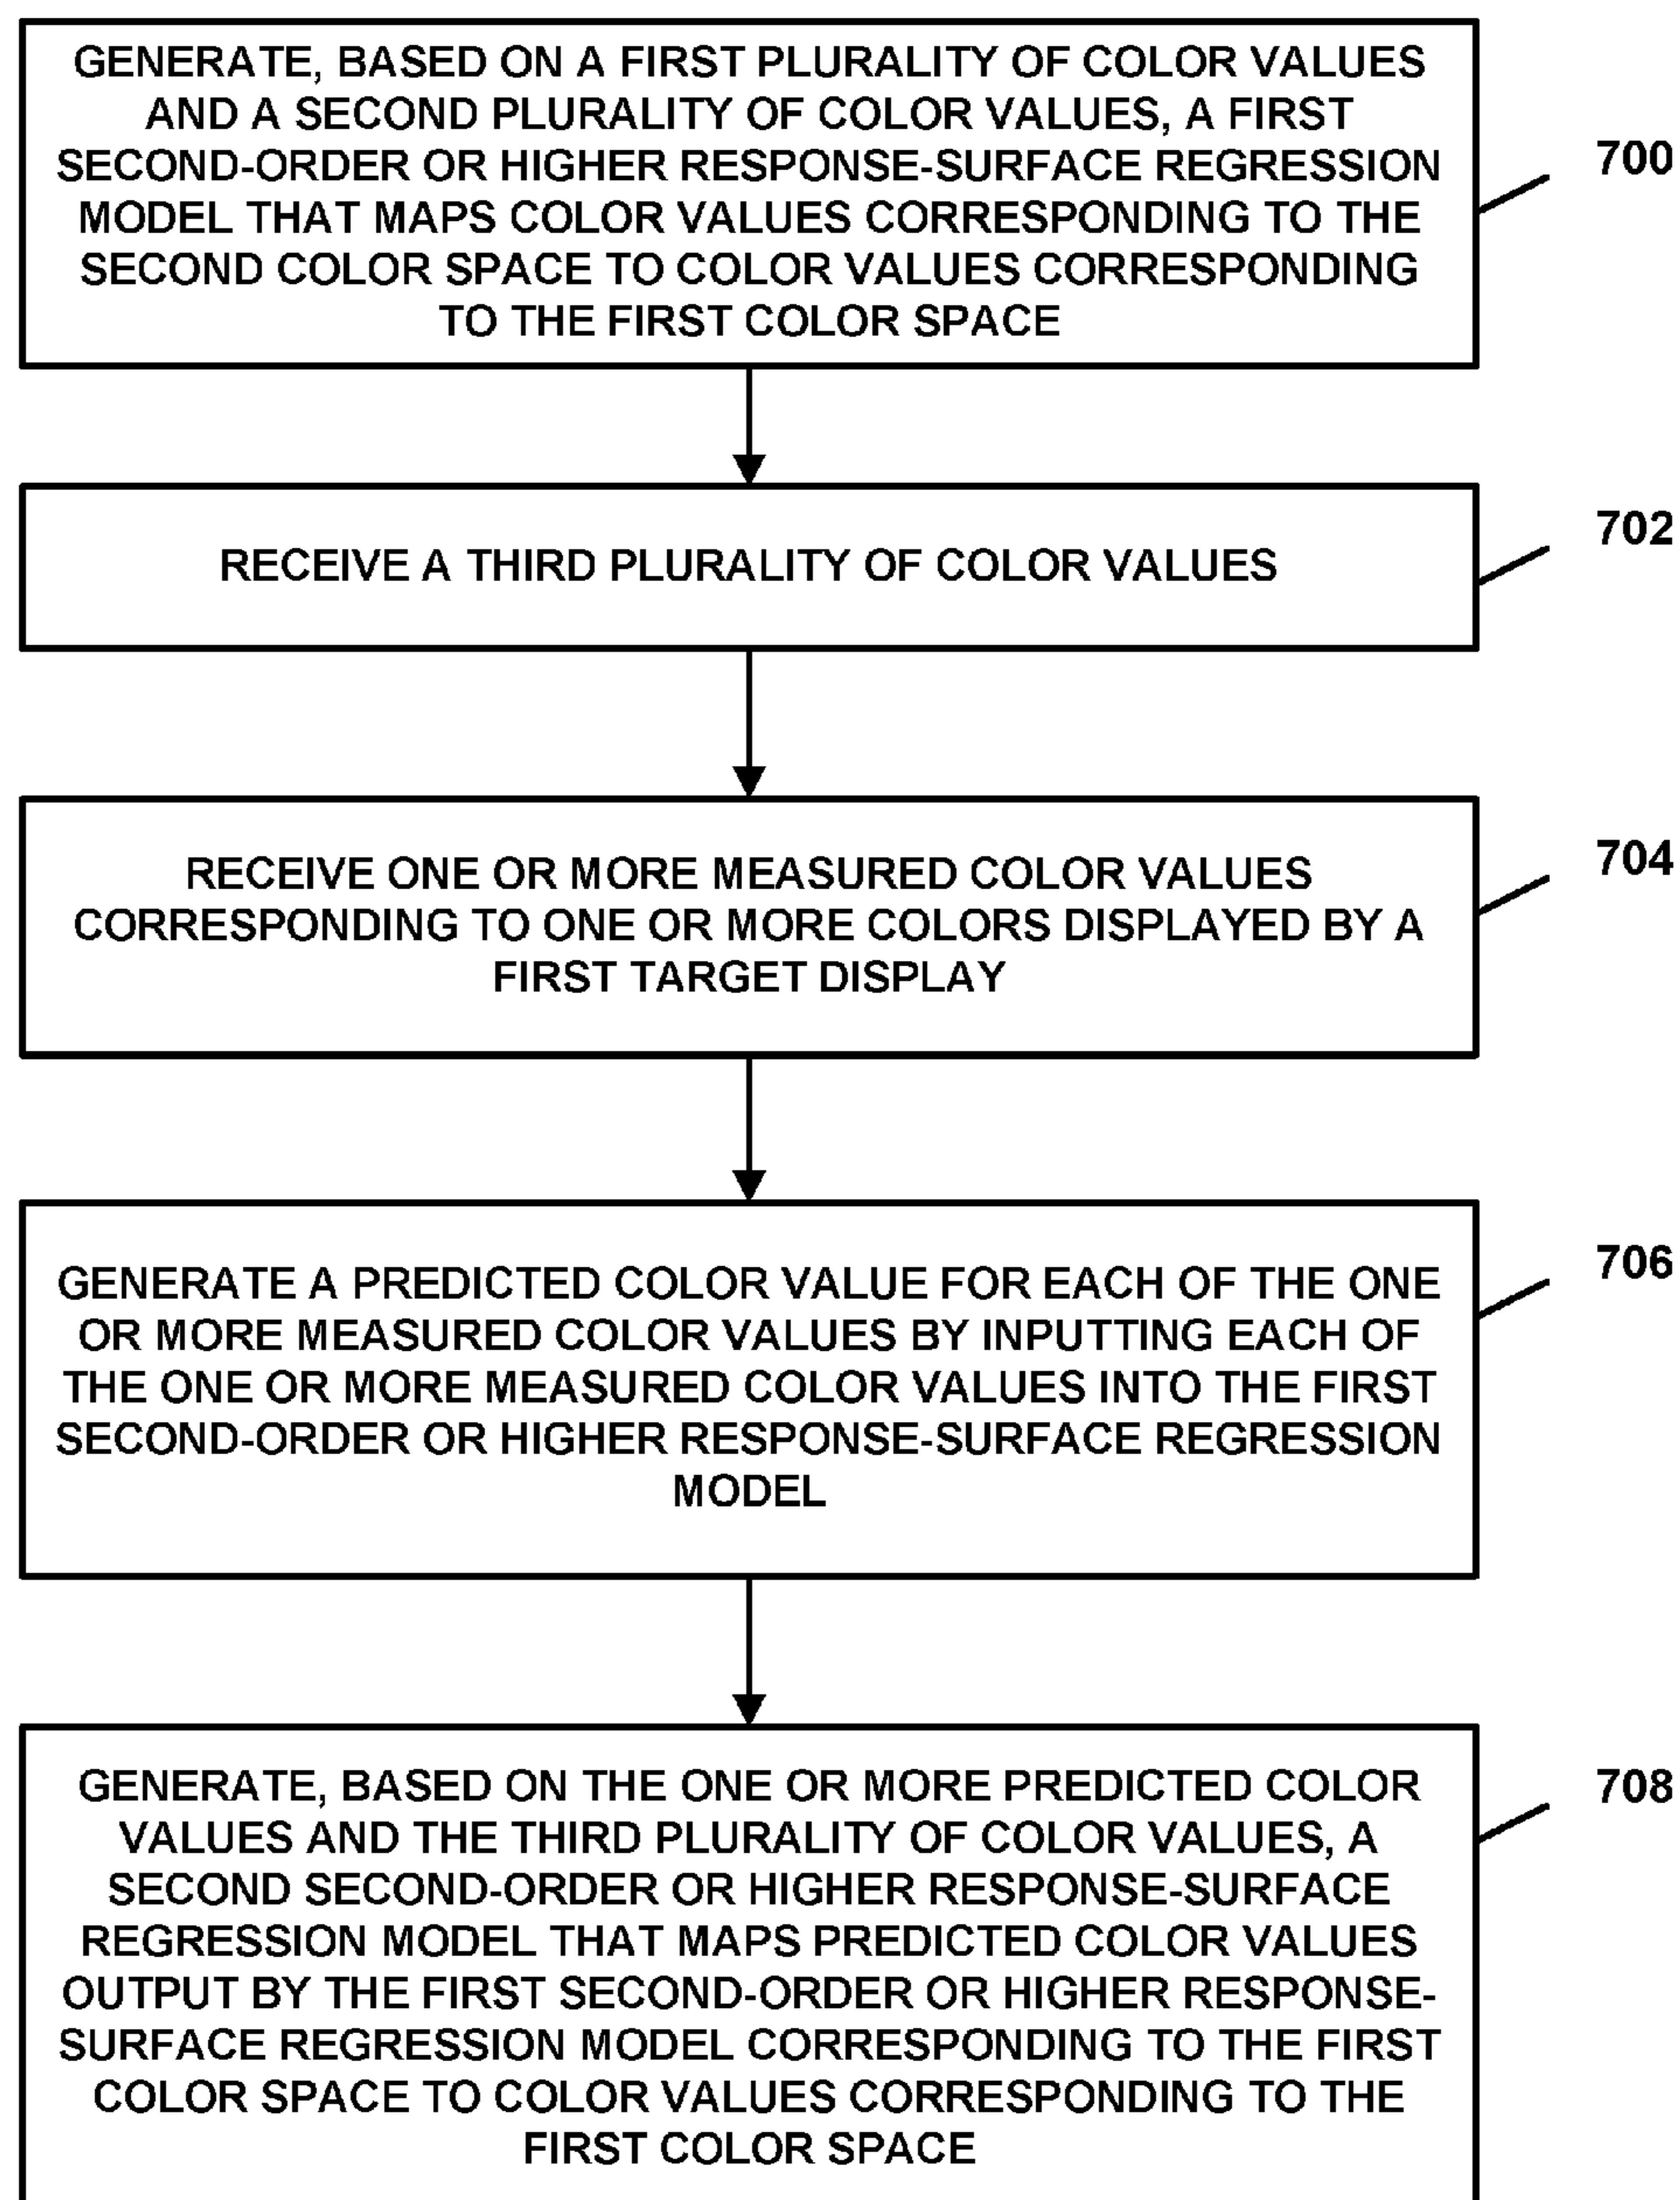 GENERATE, BASED ON A FIRST PLURALITY OF COLOR VALUES
AND A SECOND PLURALITY OF COLOR VALUES, A FIRST
SECOND-ORDER OR HIGHER RESPONSE-SURFACE REGRESSION
MODEL THAT MAPS COLOR VALUES CORRESPONDING TO THE
SECOND COLOR SPACE TO COLOR VALUES CORRESPONDING
TO THE FIRST COLOR SPACE
700
RECEIVE A THIRD PLURALITY OF COLOR VALUES
702
RECEIVE ONE OR MORE MEASURED COLOR VALUES
CORRESPONDING TO ONE OR MORE COLORS DISPLAYED BY A
FIRST TARGET DISPLAY
704
GENERATE A PREDICTED COLOR VALUE FOR EACH OF THE ONE
OR MORE MEASURED COLOR VALUES BY INPUTTING EACH OF
THE ONE OR MORE MEASURED COLOR VALUES INTO THE FIRST
SECOND-ORDER OR HIGHER RESPONSE-SURFACE REGRESSION
MODEL
706
GENERATE, BASED ON THE ONE OR MORE PREDICTED COLOR
VALUES AND THE THIRD PLURALITY OF COLOR VALUES, A
SECOND SECOND-ORDER OR HIGHER RESPONSE-SURFACE
REGRESSION MODEL THAT MAPS PREDICTED COLOR VALUES
OUTPUT BY THE FIRST SECOND-ORDER OR HIGHER RESPONSE-
SURFACE REGRESSION MODEL CORRESPONDING TO THE FIRST
COLOR SPACE TO COLOR VALUES CORRESPONDING TO THE
FIRST COLOR SPACE
708